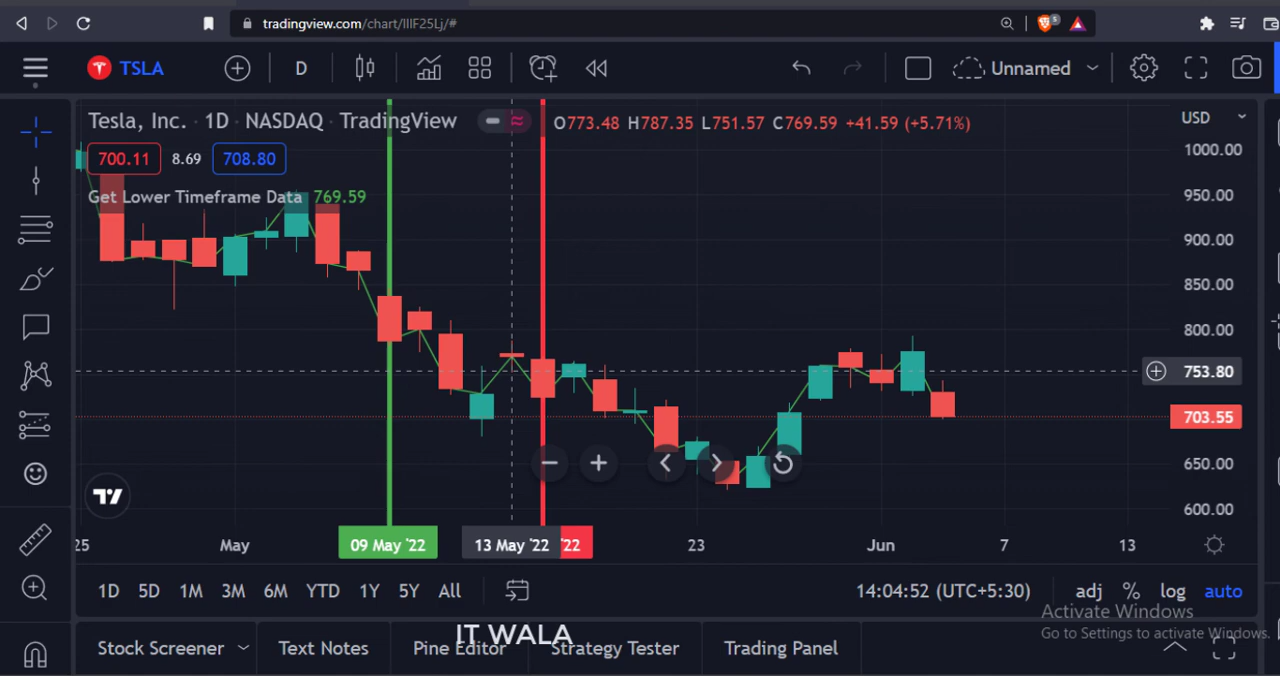 tradingview.com/chart/IIIF25Lj/#
5
TSLA
D
Unnamed
Tesla, Inc. · 1D · NASDAQ · TradingView
O773.48 H787.35 L751.57 C769.59 +41.59 (+5.71%)
USD
700.11 8.69 708.80
Get Lower Timeframe Data 769.59
1000.00
950.00
900.00
850.00
800.00
753.80
703.55
650.00
600.00
25 May 09 May '22 13 May '22 '22 23 Jun 7 13
1D 5D 1M 3M 6M YTD 1Y 5Y All
14:04:52 (UTC+5:30) adj % log auto
Activate Windows
Go to Settings to activate Windows.
IT WALA
Stock Screener Text Notes Pine Editor Strategy Tester Trading Panel